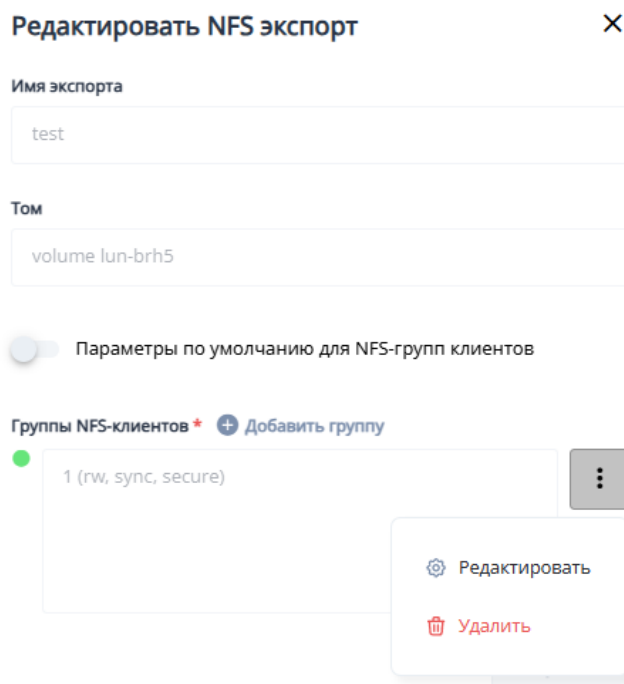 Редактировать NFS экспорт
Имя экспорта
test
Том
volume lun-brh5
Параметры по умолчанию для NFS-групп клиентов
Группы NFS-клиентов * Добавить группу
1 (rw, sync, secure)
Редактировать
Удалить